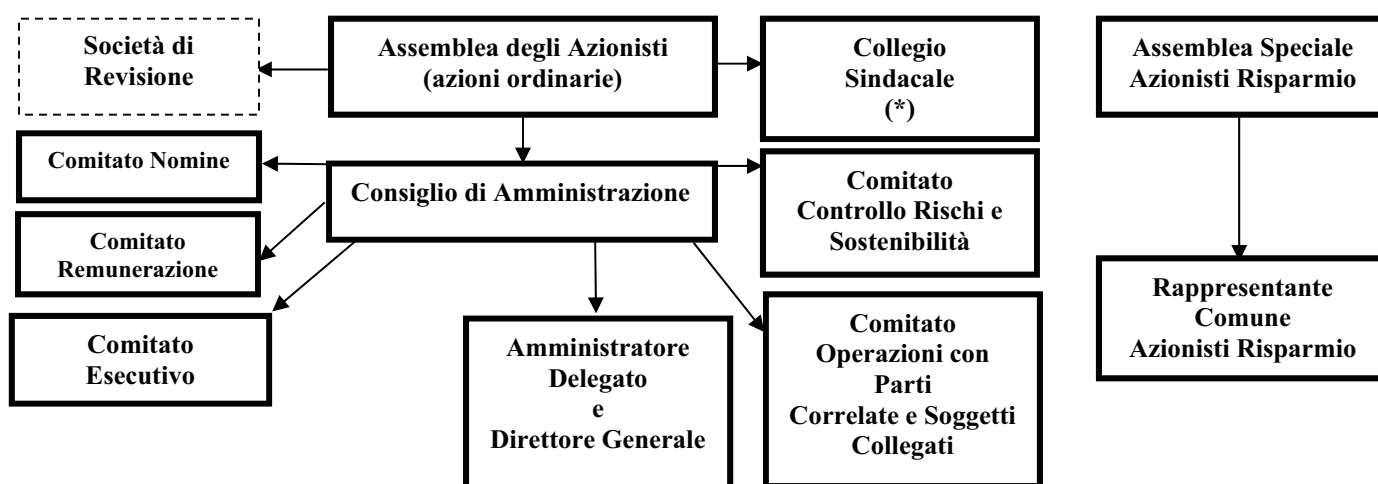 Società di
Revisione
Assemblea degli Azionisti
(azioni ordinarie)
Collegio
Sindacale
(*)
Assemblea Speciale
Azionisti Risparmio
Comitato Nomine
Consiglio di Amministrazione
Comitato
Controllo Rischi e
Sostenibilità
Comitato
Remunerazione
Rappresentante
Comune
Azionisti Risparmio
Comitato
Esecutivo
Amministratore
Delegato
e
Direttore Generale
Comitato
Operazioni con
Parti
Correlate e Soggetti
Collegati